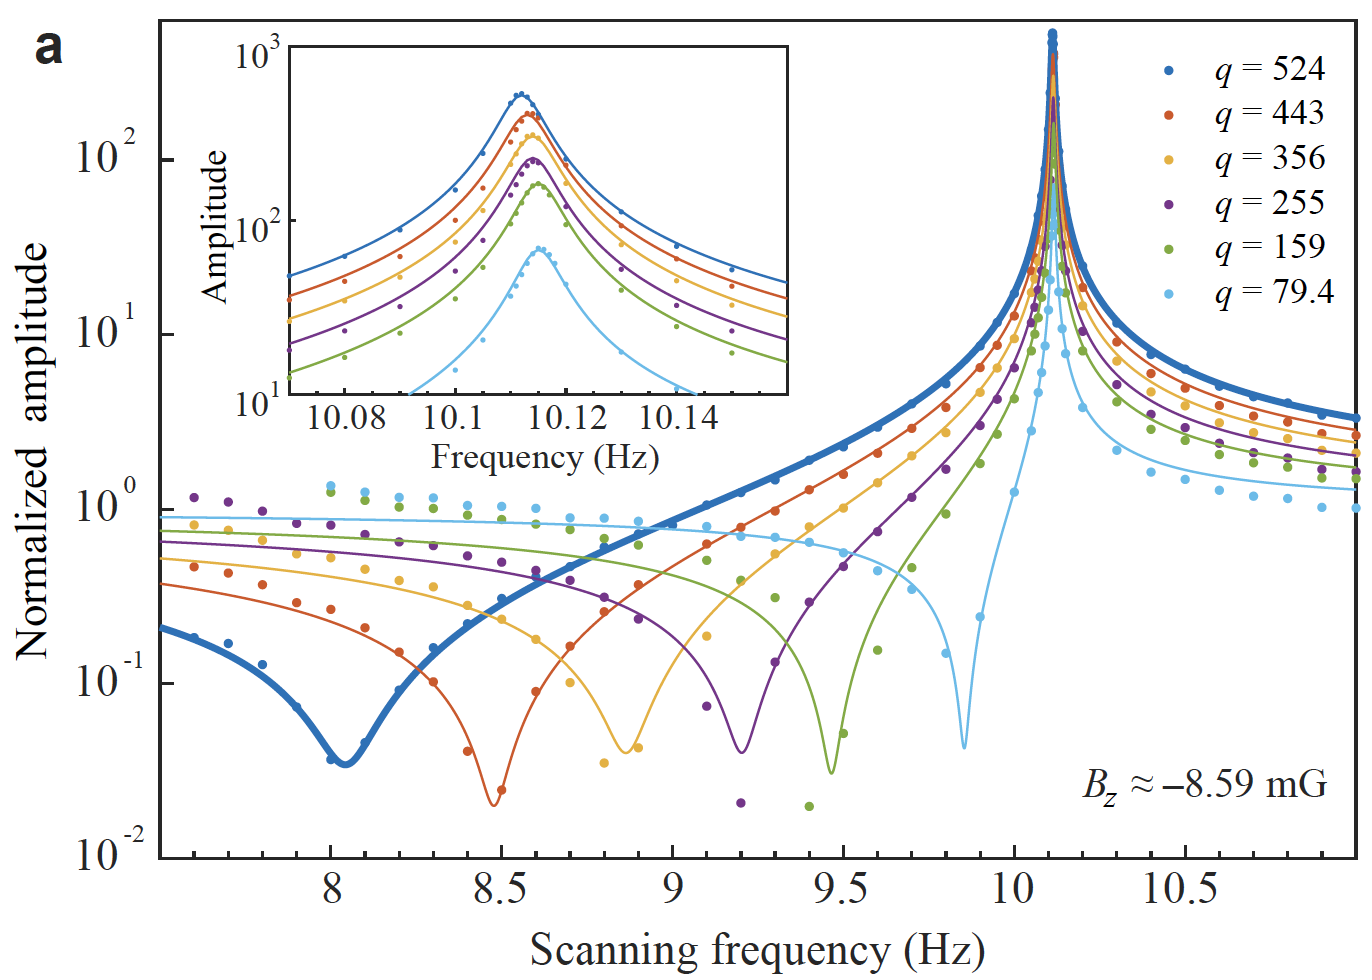 a
10^3
10^2
10^1
Amplitude
10.08 10.1 10.12 10.14
Frequency (Hz)
q = 524
q = 443
q = 356
q = 255
q = 159
q = 79.4
10^2
10^1
10^0
10^-1
10^-2
Normalized amplitude
B_z ≈ –8.59 mG
8 8.5 9 9.5 10 10.5
Scanning frequency (Hz)